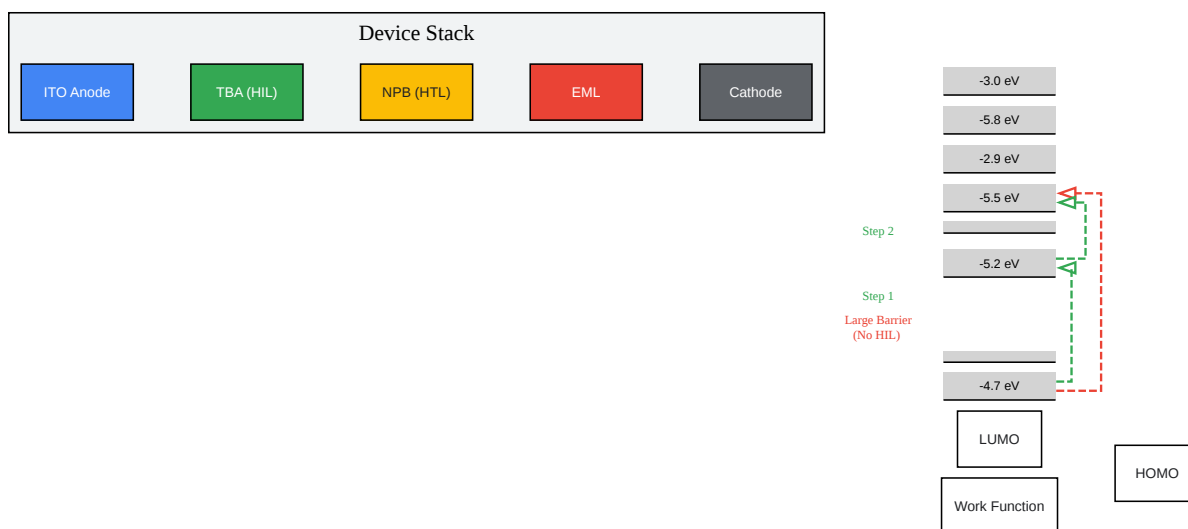 Device Stack
ITO Anode
TBA (HIL)
NPB (HTL)
EML
Cathode
-3.0 eV
-5.8 eV
-2.9 eV
-5.5 eV
Step 2
-5.2 eV
Step 1
Large Barrier
(No HIL)
-4.7 eV
LUMO
HOMO
Work Function